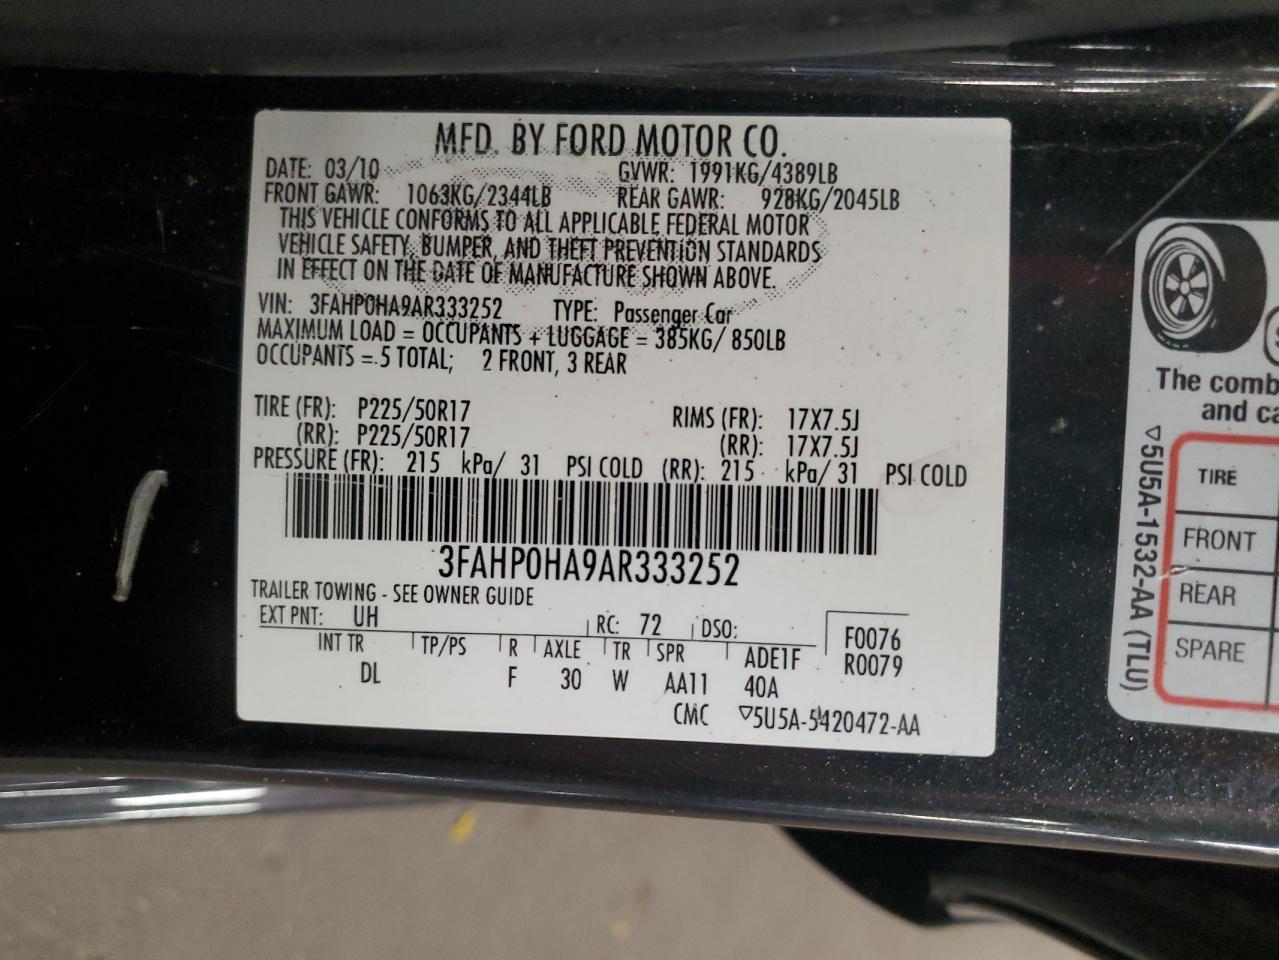 MFD. BY FORD MOTOR CO.
DATE: 03/10 GVWR: 1991KG/4389LB
FRONT GAWR: 1063KG/2344LB REAR GAWR: 928KG/2045LB
THIS VEHICLE CONFORMS TO ALL APPLICABLE FEDERAL MOTOR
VEHICLE SAFETY, BUMPER, AND THEFT PREVENTION STANDARDS
IN EFFECT ON THE DATE OF MANUFACTURE SHOWN ABOVE.
VIN: 3FAHP0HA9AR333252 TYPE: Passenger Car
MAXIMUM LOAD = OCCUPANTS + LUGGAGE = 385KG/ 850LB
OCCUPANTS = 5 TOTAL; 2 FRONT, 3 REAR
TIRE (FR): P225/50R17 RIMS (FR): 17X7.5J
(RR): P225/50R17 (RR): 17X7.5J
PRESSURE (FR): 215 kPa/ 31 PSI COLD (RR): 215 kPa/ 31 PSI COLD
3FAHP0HA9AR333252
TRAILER TOWING - SEE OWNER GUIDE
EXT PNT: UH RC: 72 DSO:
INT TR TP/PS R AXLE TR SPR ADE1F F0076
DL F 30 W AA11 40A R0079
CMC ▽5U5A-5420472-AA
The comb
and ca
TIRE
FRONT
REAR
SPARE
▽5U5A-1532-AA (TLU)